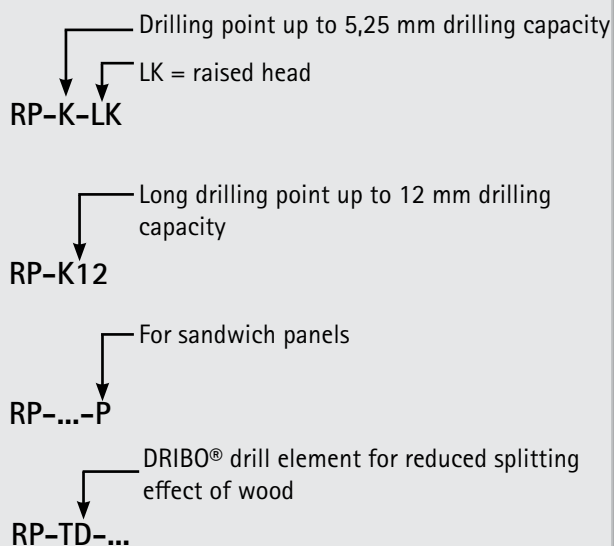 Drilling point up to 5,25 mm drilling capacity
LK = raised head
RP-K-LK
Long drilling point up to 12 mm drilling
capacity
RP-K12
For sandwich panels
RP-...-P
DRIBO® drill element for reduced splitting
effect of wood
RP-TD-...